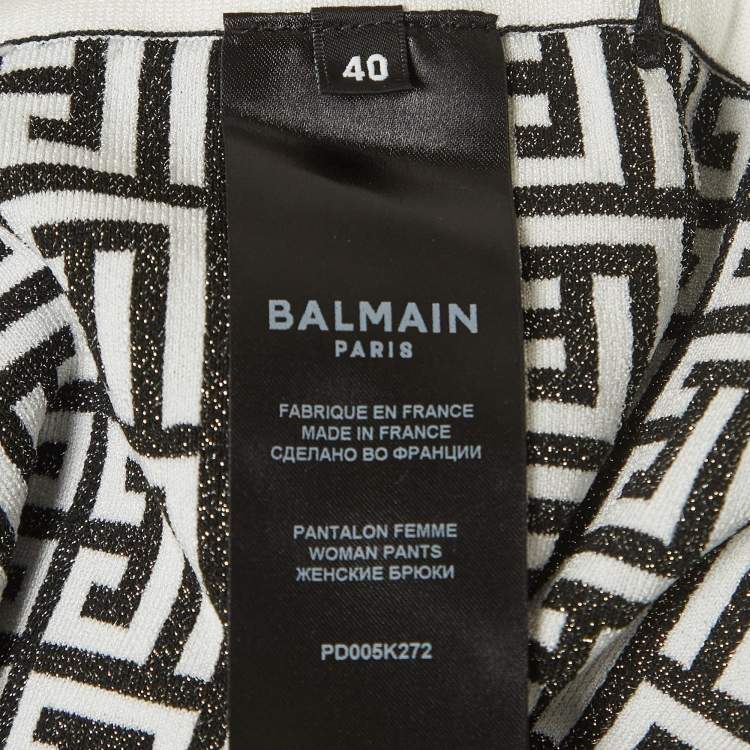 40
BALMAIN
PARIS
FABRIQUE EN FRANCE
MADE IN FRANCE
СДЕЛАНО ВО ФРАНЦИИ
PANTALON FEMME
WOMAN PANTS
ЖЕНСКИЕ БРЮКИ
PD005K272